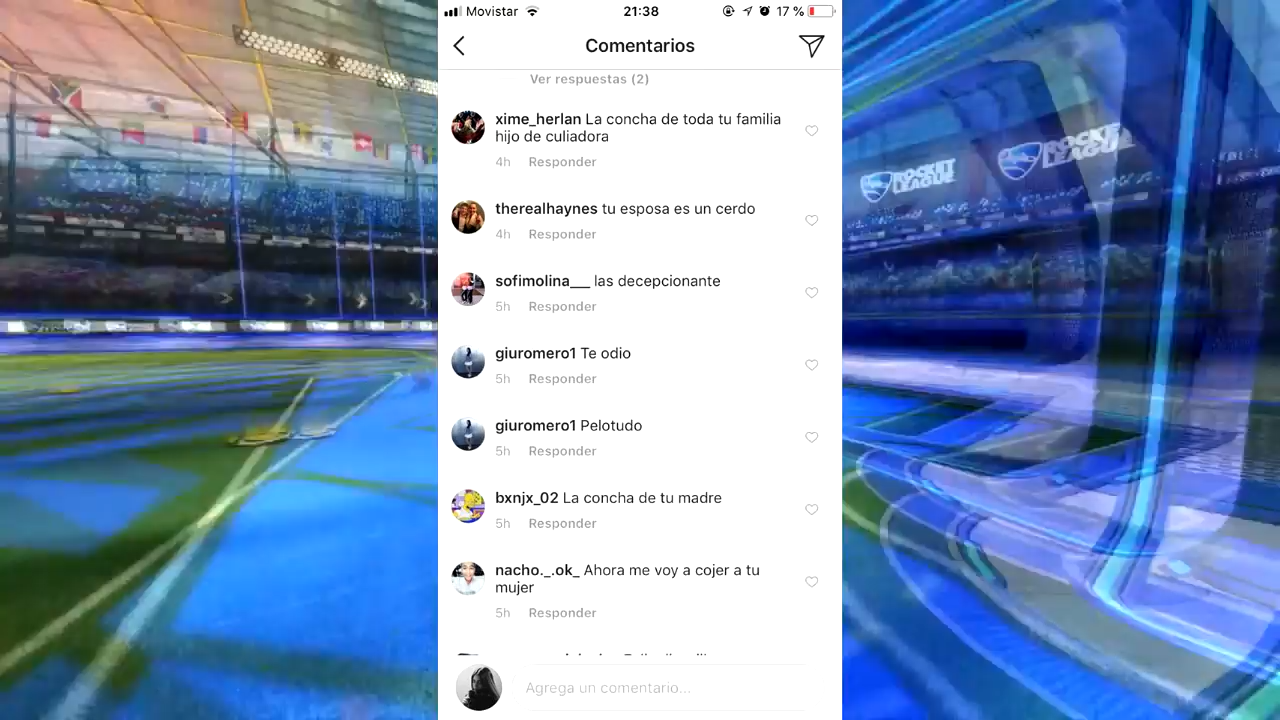 Movistar
21:38
17 %
Comentarios
Ver respuestas (2)
xime_herlan La concha de toda tu familia
hijo de culiadora
4h Responder
therealhaynes tu esposa es un cerdo
4h Responder
sofimolina___ las decepcionante
5h Responder
giuromero1 Te odio
5h Responder
giuromero1 Pelotudo
5h Responder
bxnjx_02 La concha de tu madre
5h Responder
nacho._.ok_ Ahora me voy a cojer a tu
mujer
5h Responder
Agrega un comentario...
ROCKET
LEAGUE
ROCKET
LEAGUE